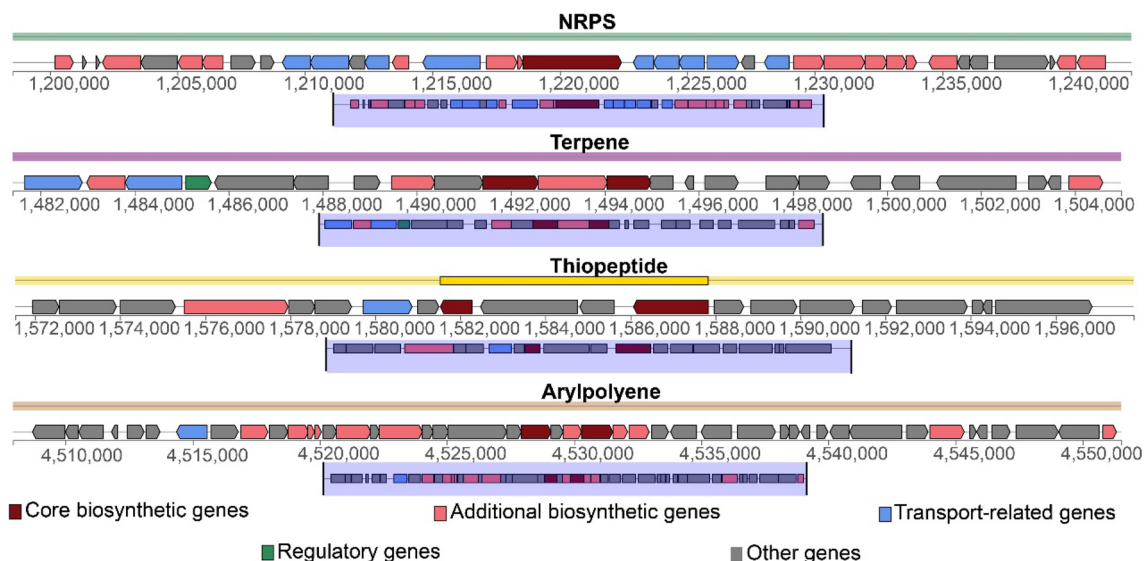 NRPS
1,200,000 1,205,000 1,210,000 1,215,000 1,220,000 1,225,000 1,230,000 1,235,000 1,240,000
Terpene
1,482,000 1,484,000 1,486,000 1,488,000 1,490,000 1,492,000 1,494,000 1,496,000 1,498,000 1,500,000 1,502,000 1,504,000
Thiopeptide
1,572,000 1,574,000 1,576,000 1,578,000 1,580,000 1,582,000 1,584,000 1,586,000 1,588,000 1,590,000 1,592,000 1,594,000 1,596,000
Arylpolyene
4,510,000 4,515,000 4,520,000 4,525,000 4,530,000 4,535,000 4,540,000 4,545,000 4,550,000
Core biosynthetic genes Additional biosynthetic genes Transport-related genes
Regulatory genes Other genes